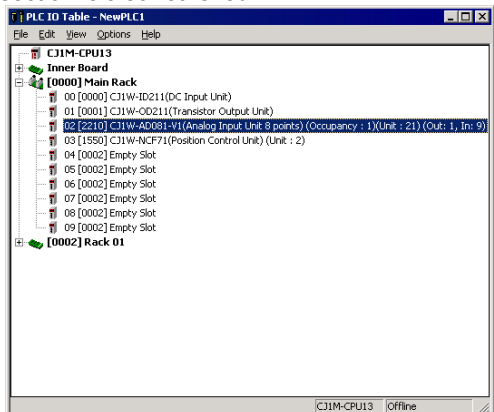 PLC IO Table - NewPLC1
File Edit View Options Help
CJ1M-CPU13
Inner Board
[0000] Main Rack
00 [0000] CJ1W-ID211(DC Input Unit)
01 [0001] CJ1W-OD211(Transistor Output Unit)
02 [2210] CJ1W-AD081-V1(Analog Input Unit 8 points) (Occupancy : 1)(Unit : 21) (Out: 1, In: 9)
03 [1550] CJ1W-NCF71(Position Control Unit) (Unit : 2)
04 [0002] Empty Slot
05 [0002] Empty Slot
06 [0002] Empty Slot
07 [0002] Empty Slot
08 [0002] Empty Slot
09 [0002] Empty Slot
[0002] Rack 01
CJ1M-CPU13 Offline